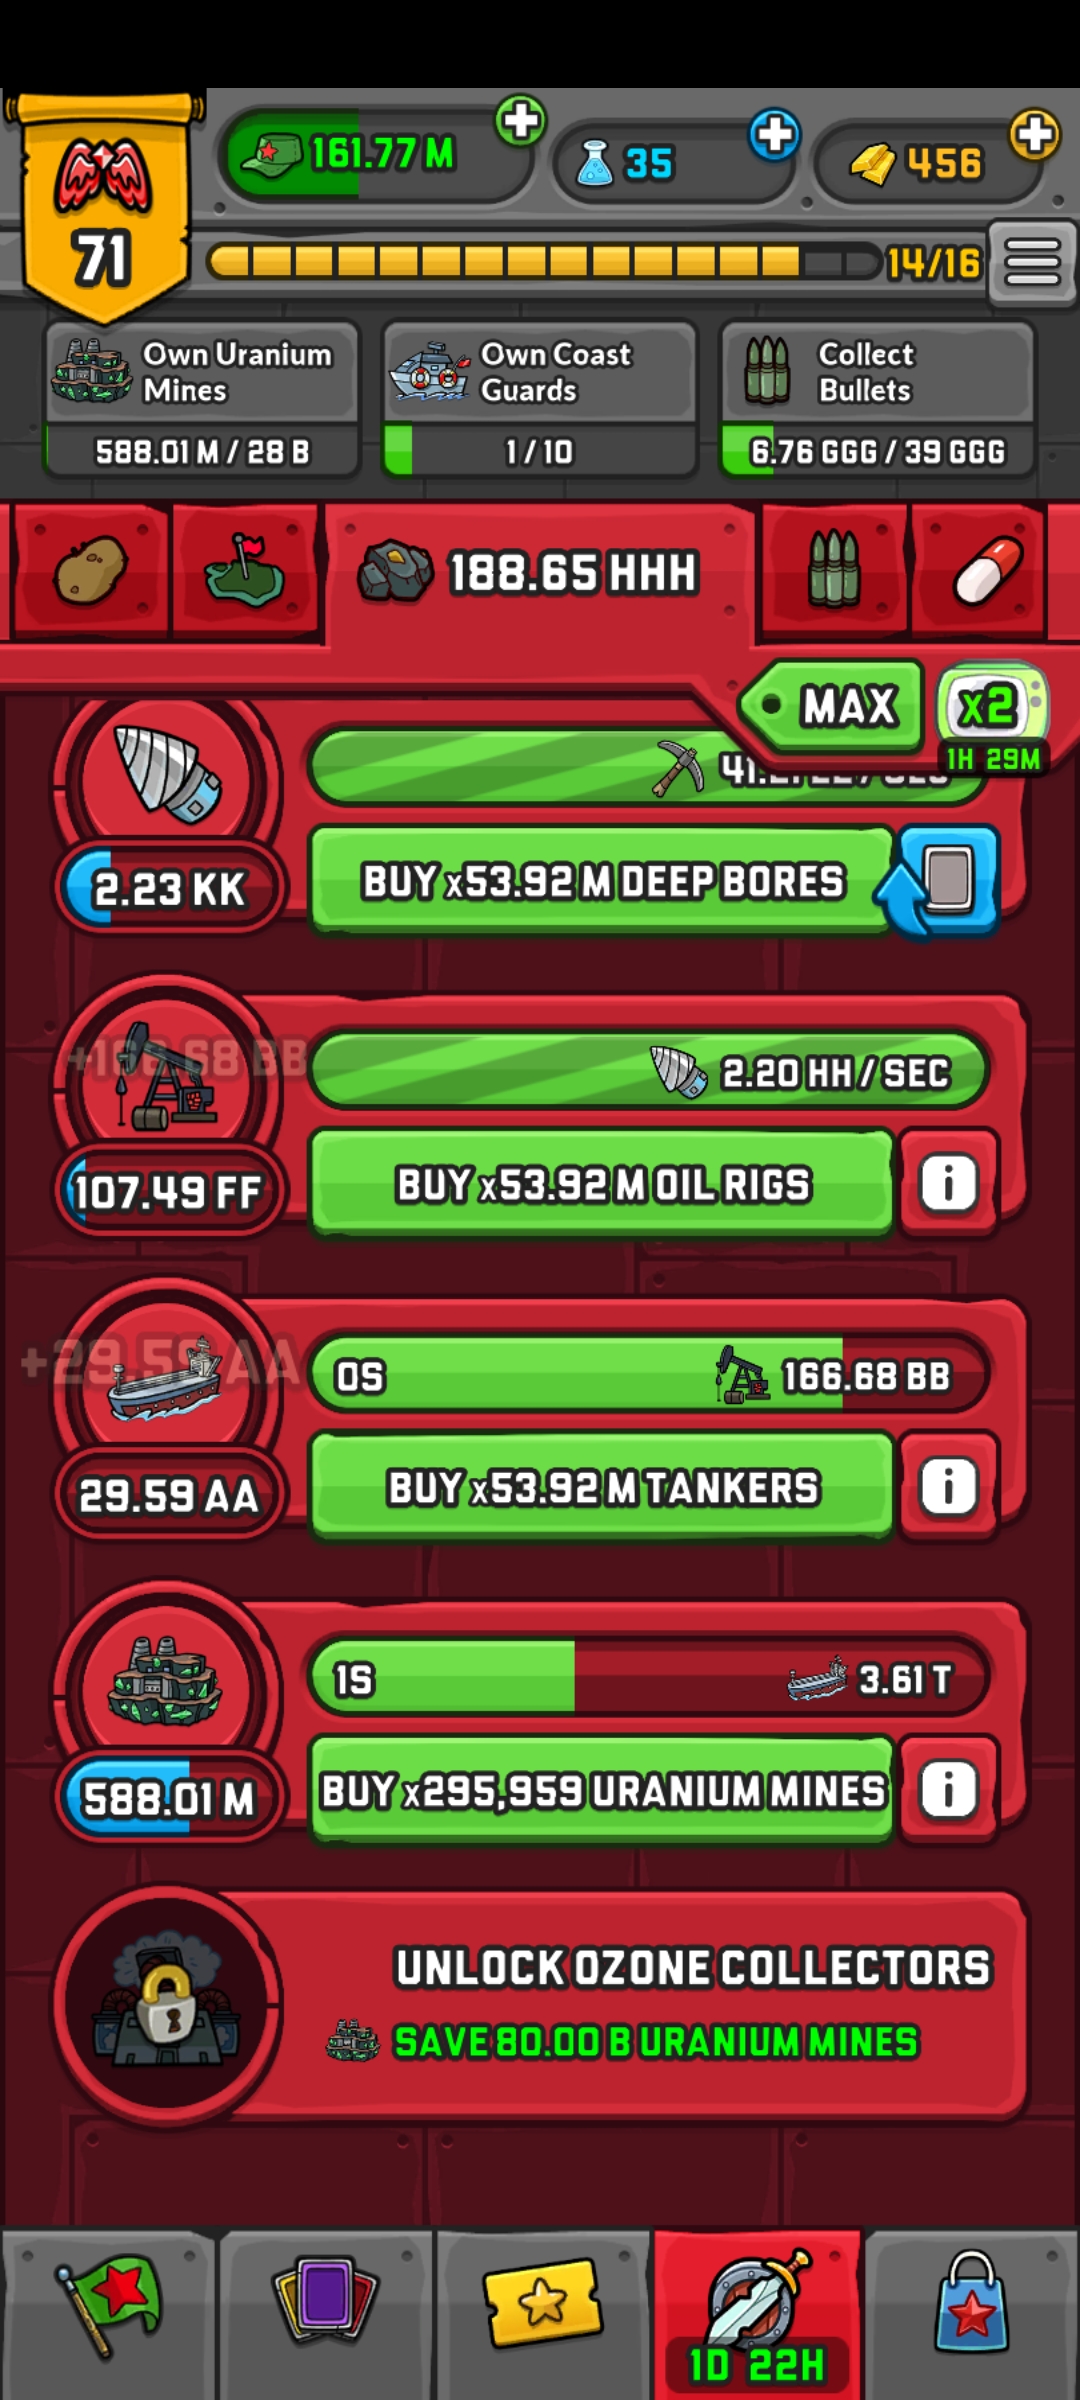 161.77 M
35
456
71
14/16
Own Uranium
Mines
588.01 M / 28 B
Own Coast
Guards
1 / 10
Collect
Bullets
6.76 GGG / 39 GGG
188.65 HHH
MAX
x2
1H 29M
2.23 KK
BUY x53.92 M DEEP BORES
+166.68 BB
2.20 HH / SEC
107.49 FF
BUY x53.92 M OIL RIGS
+29.59 AA
0S
166.68 BB
29.59 AA
BUY x53.92 M TANKERS
1S
3.61 T
588.01 M
BUY x295,959 URANIUM MINES
UNLOCK OZONE COLLECTORS
SAVE 80.00 B URANIUM MINES
1D 22H